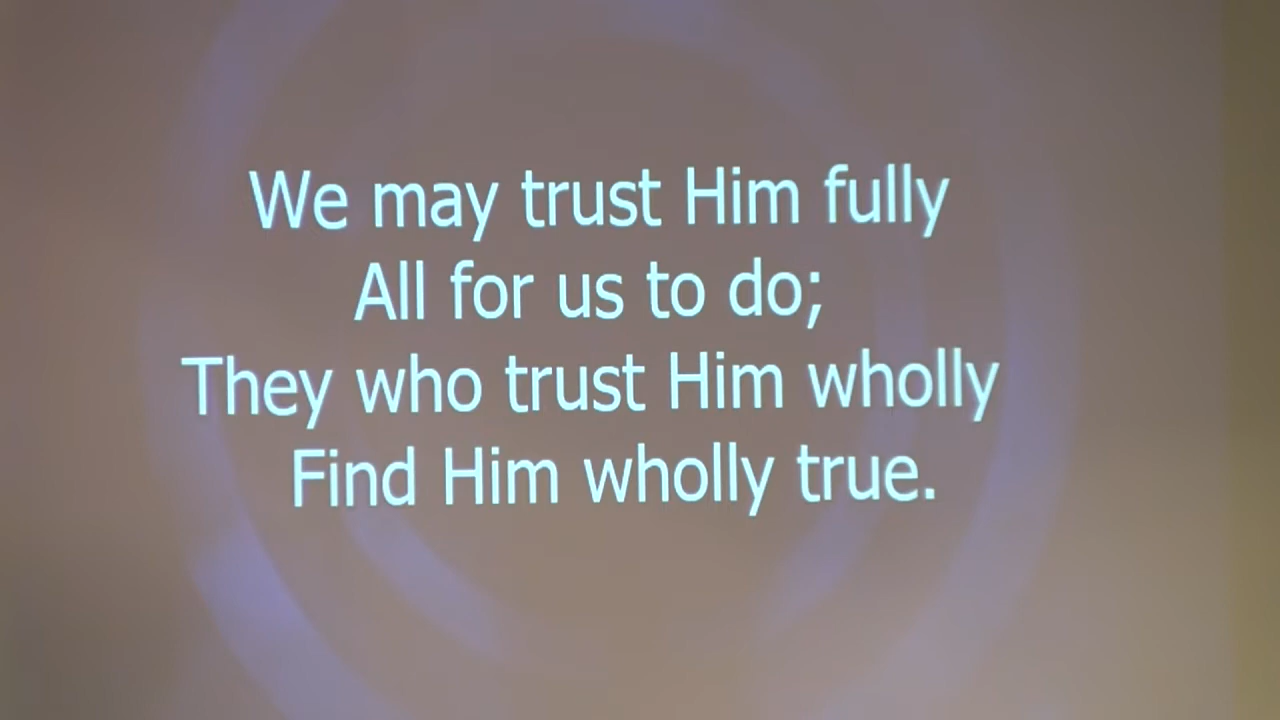 We may trust Him fully
All for us to do;
They who trust Him wholly
Find Him wholly true.